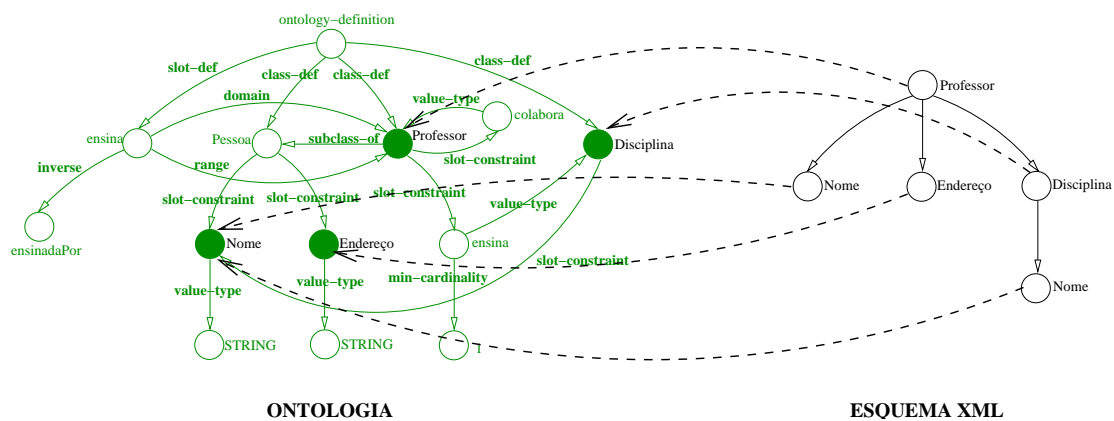 ontology-definition
slot-def
class-def
class-def
class-def
domain
value-type
colabora
Professor
ensina
Pessoa
subclass-of
Professor
Disciplina
inverse
range
slot-constraint
slot-constraint
slot-constraint
slot-constraint
value-type
Nome
Endereço
Disciplina
ensinadaPor
Nome
Endereço
ensina
slot-constraint
value-type
value-type
min-cardinality
Nome
STRING
STRING
1
ONTOLOGIA
ESQUEMA XML